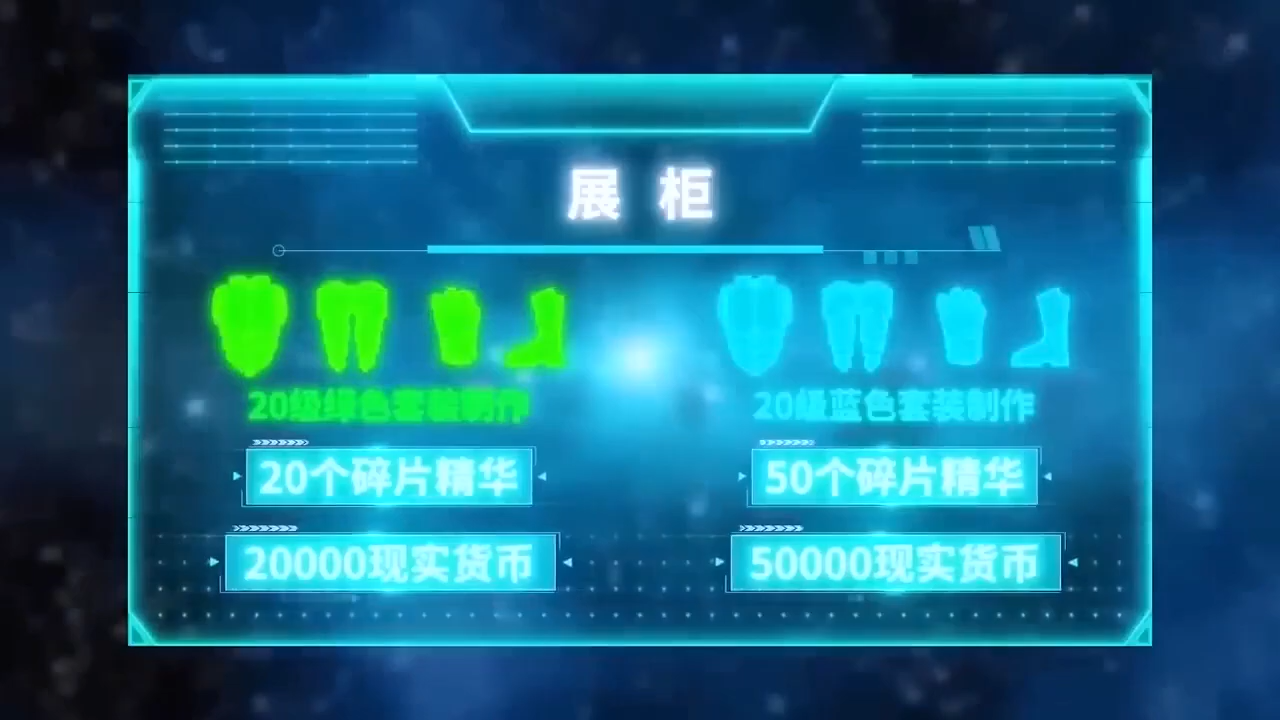 展 柜
20级绿色套装制作
20级蓝色套装制作
20个碎片精华
50个碎片精华
20000现实货币
50000现实货币